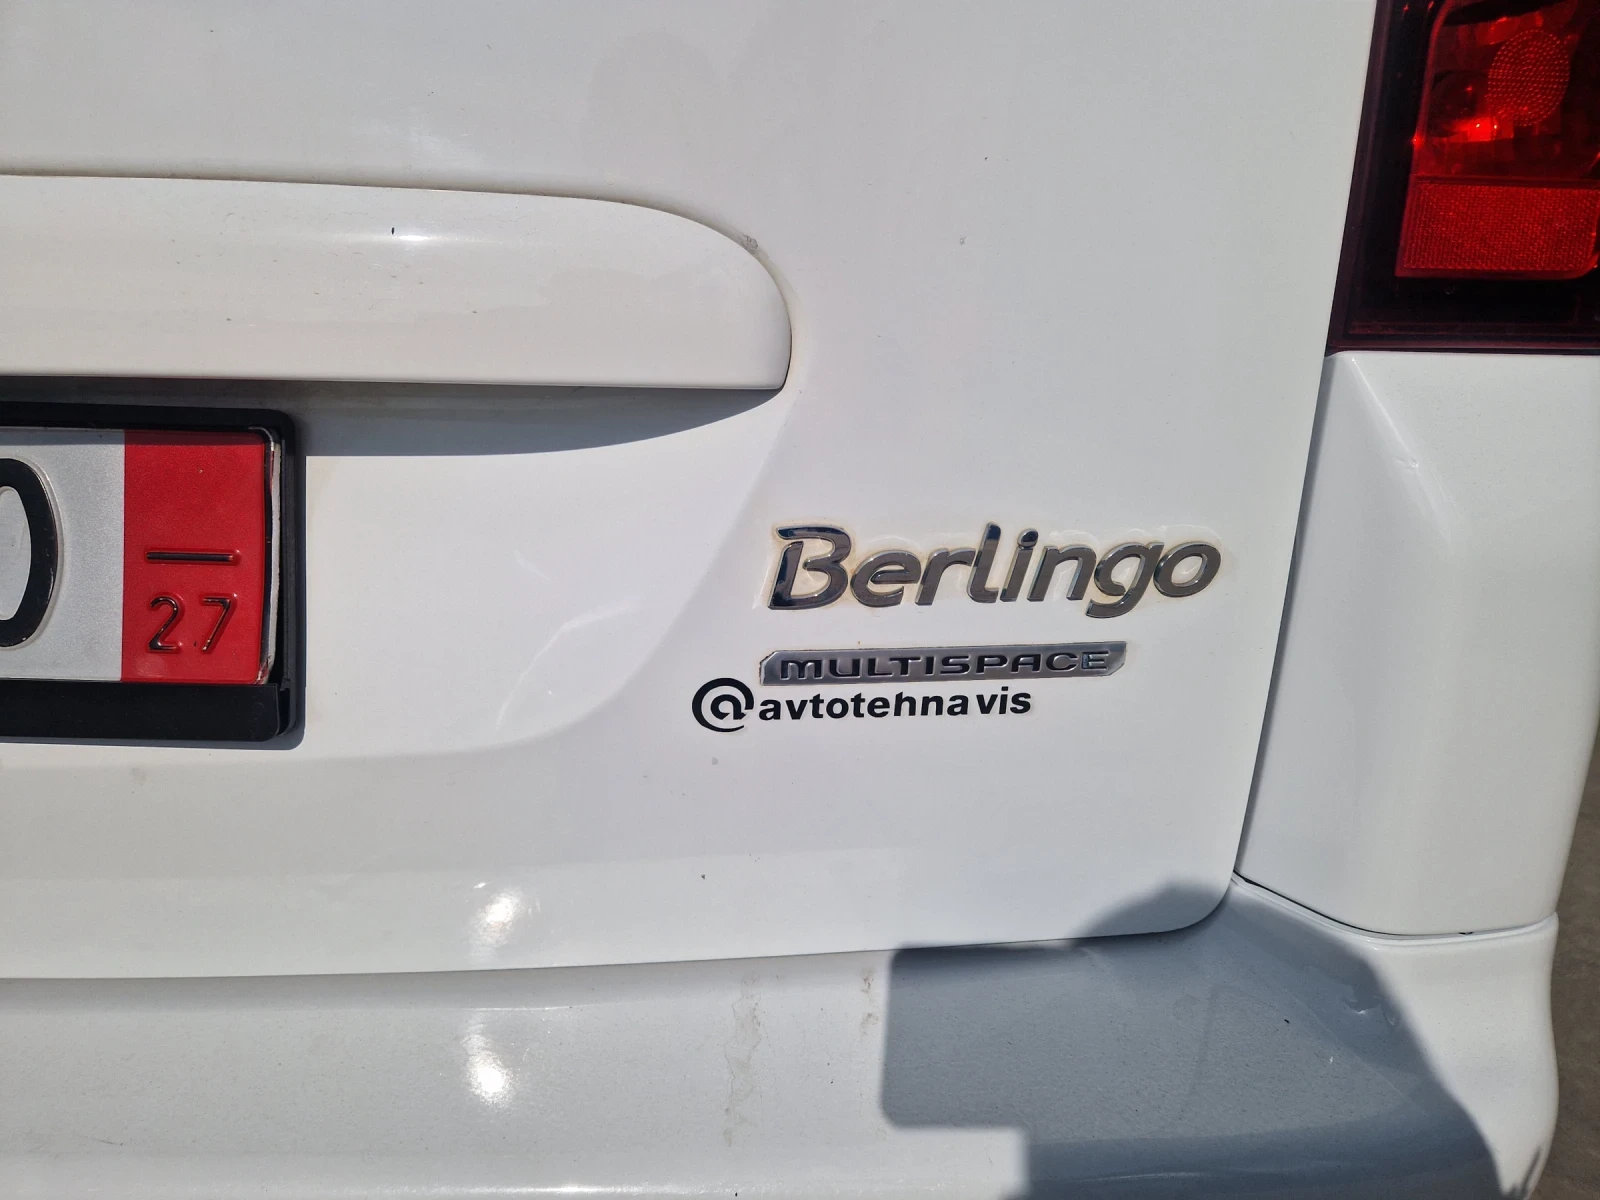 0
27
Berlingo
MULTISPACE
@avtotehnavis